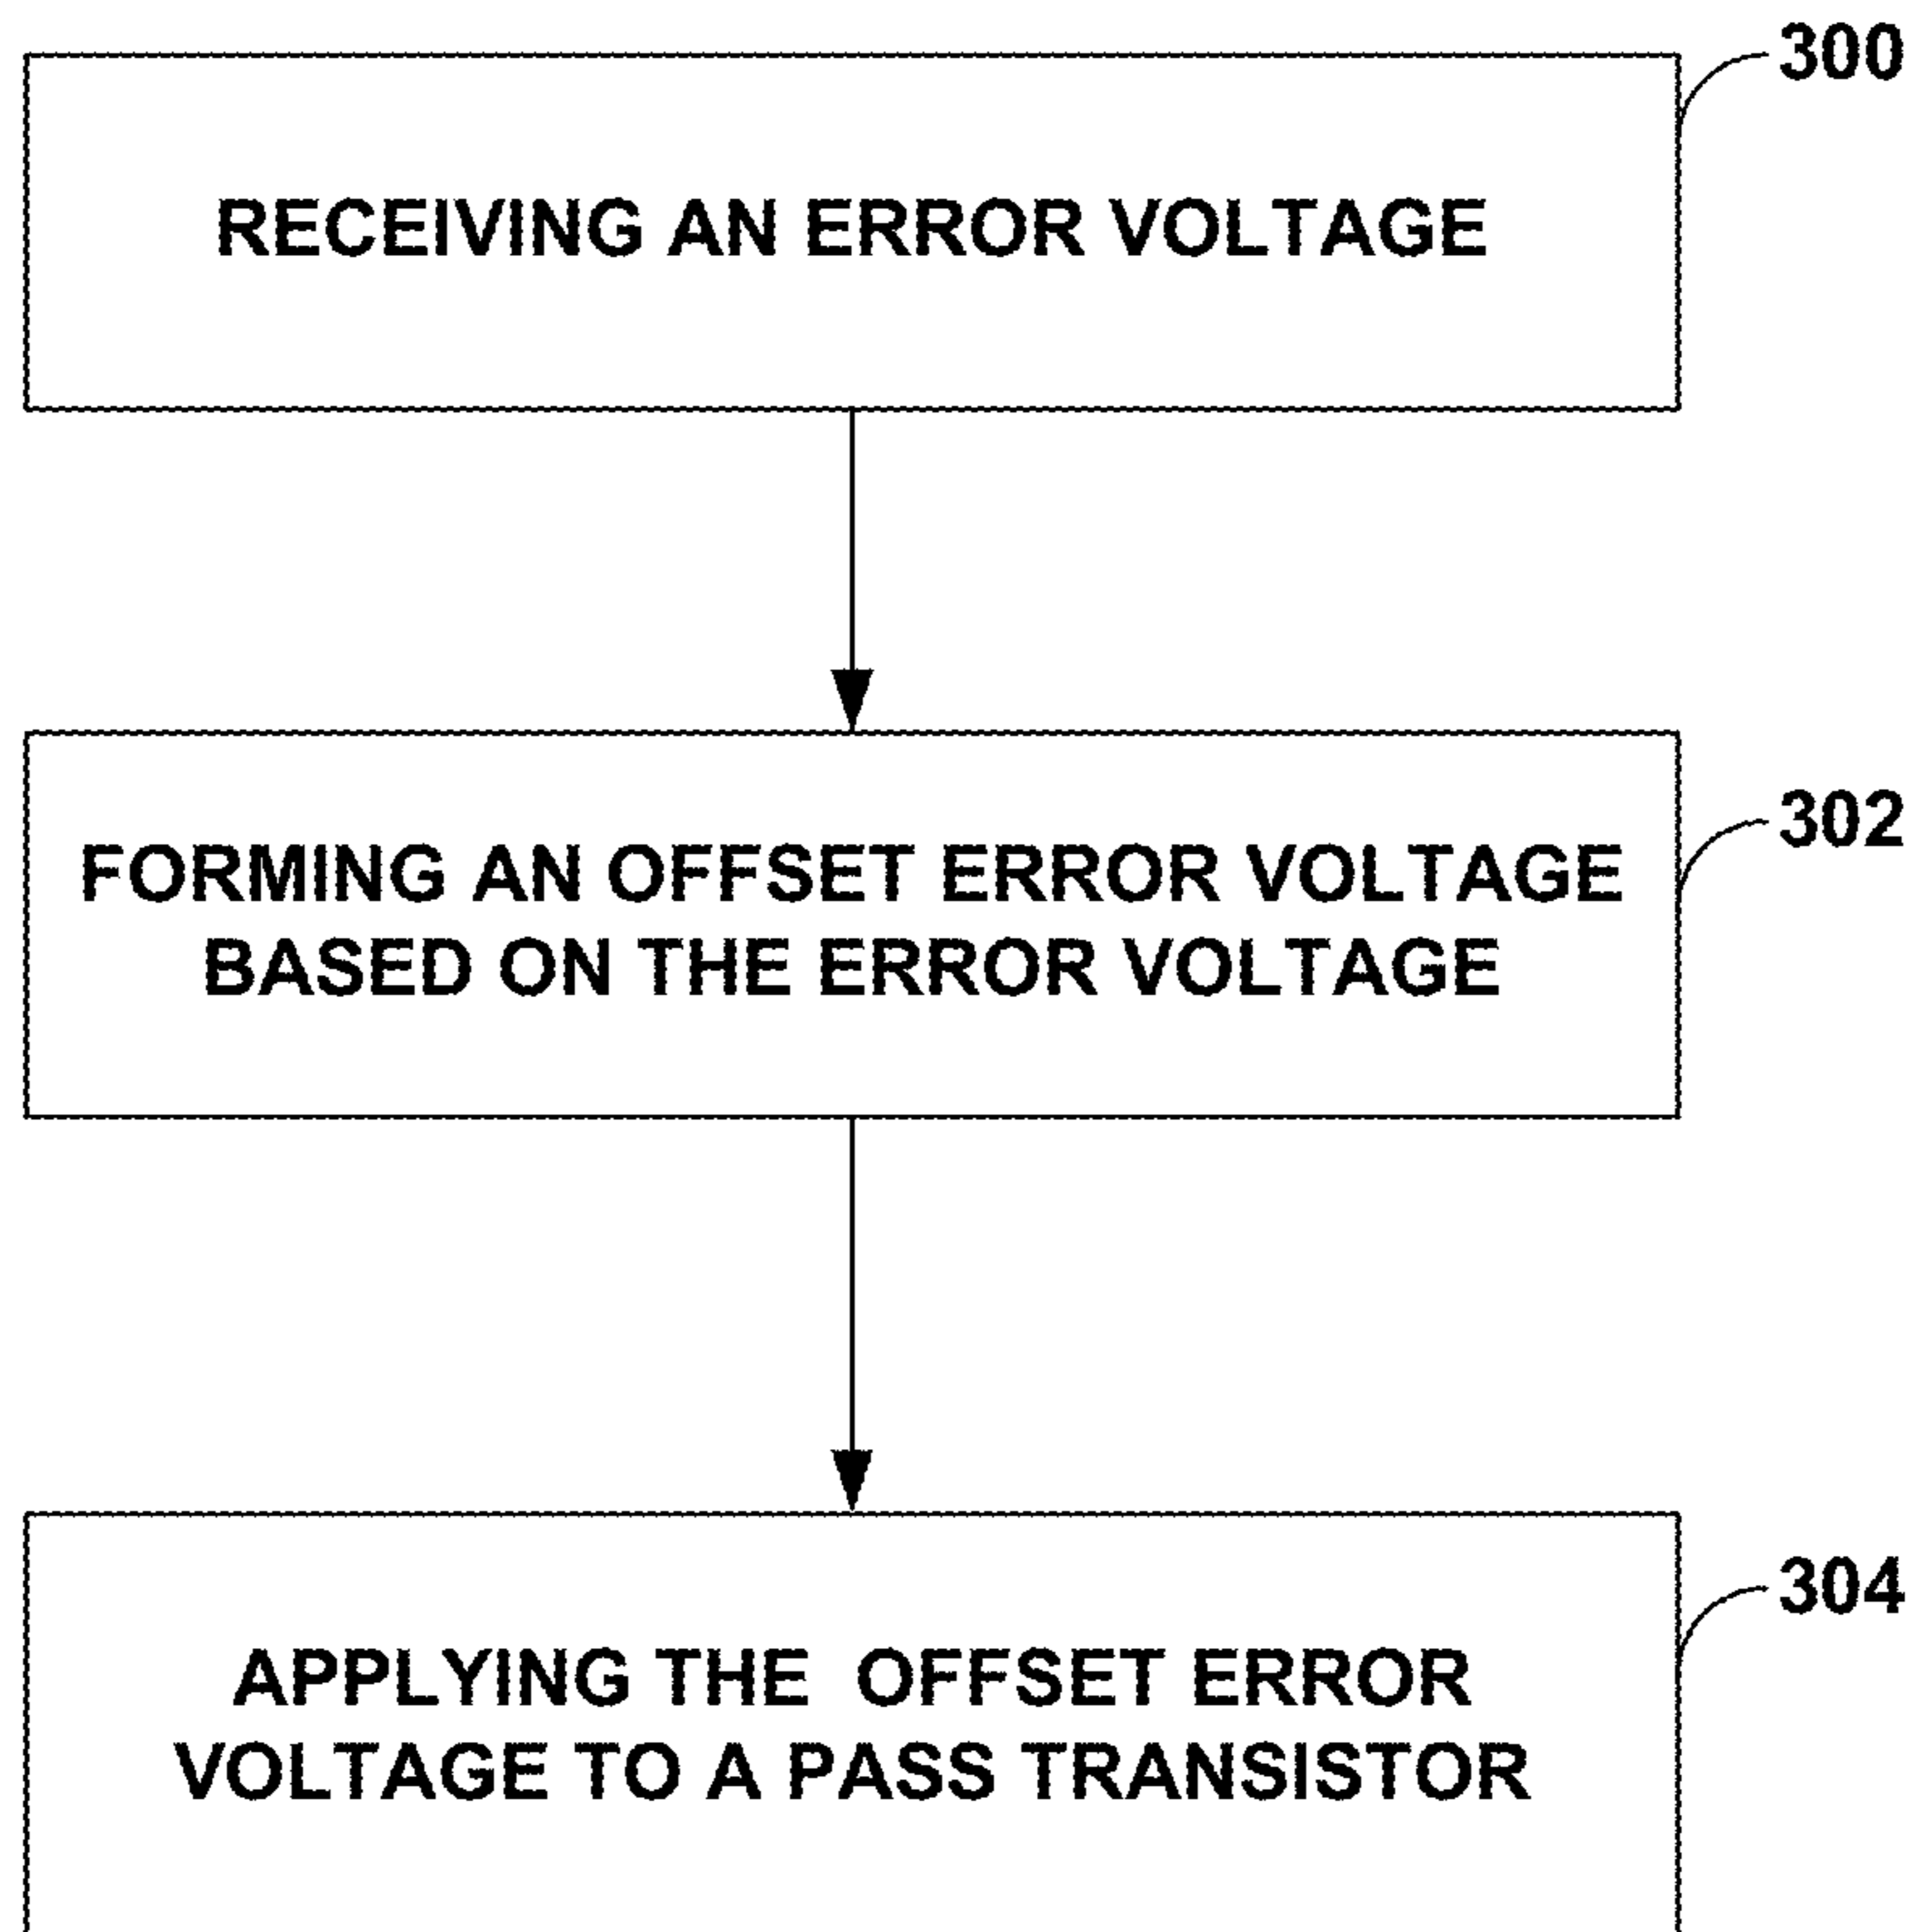 300
RECEIVING AN ERROR VOLTAGE
302
FORMING AN OFFSET ERROR VOLTAGE
BASED ON THE ERROR VOLTAGE
304
APPLYING THE OFFSET ERROR
VOLTAGE TO A PASS TRANSISTOR